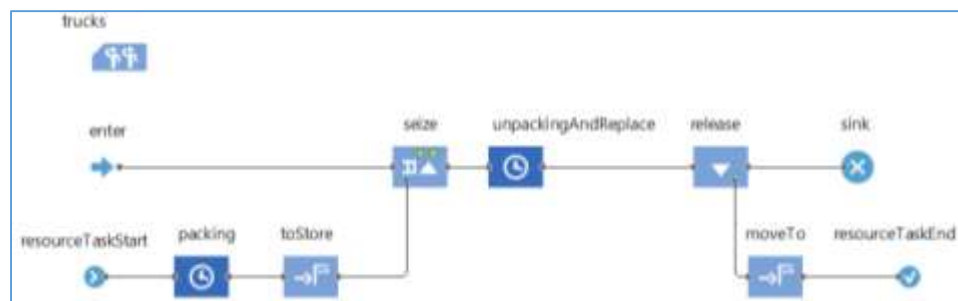 trucks
enter
seize
unpackingAndReplace
release
sink
resourceTaskStart
packing
toStore
moveTo
resourceTaskEnd